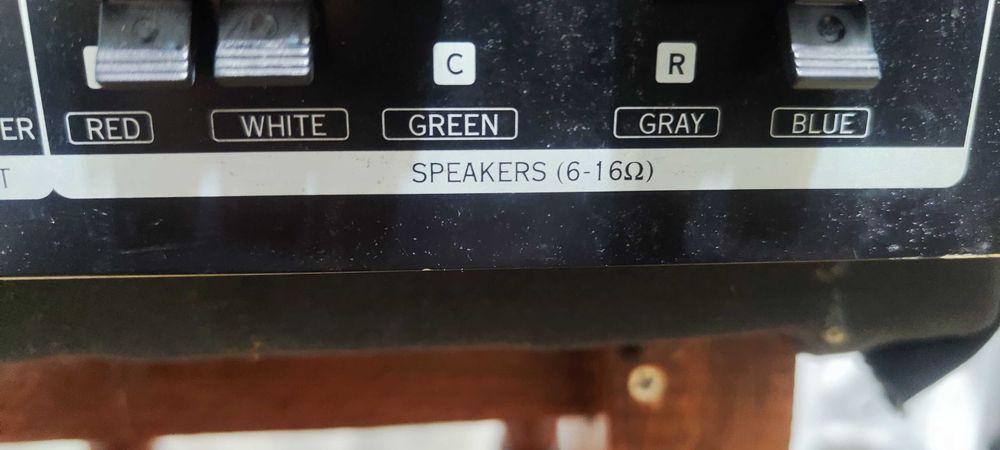 C R
ER RED WHITE GREEN GRAY BLUE
T SPEAKERS (6-16Ω)